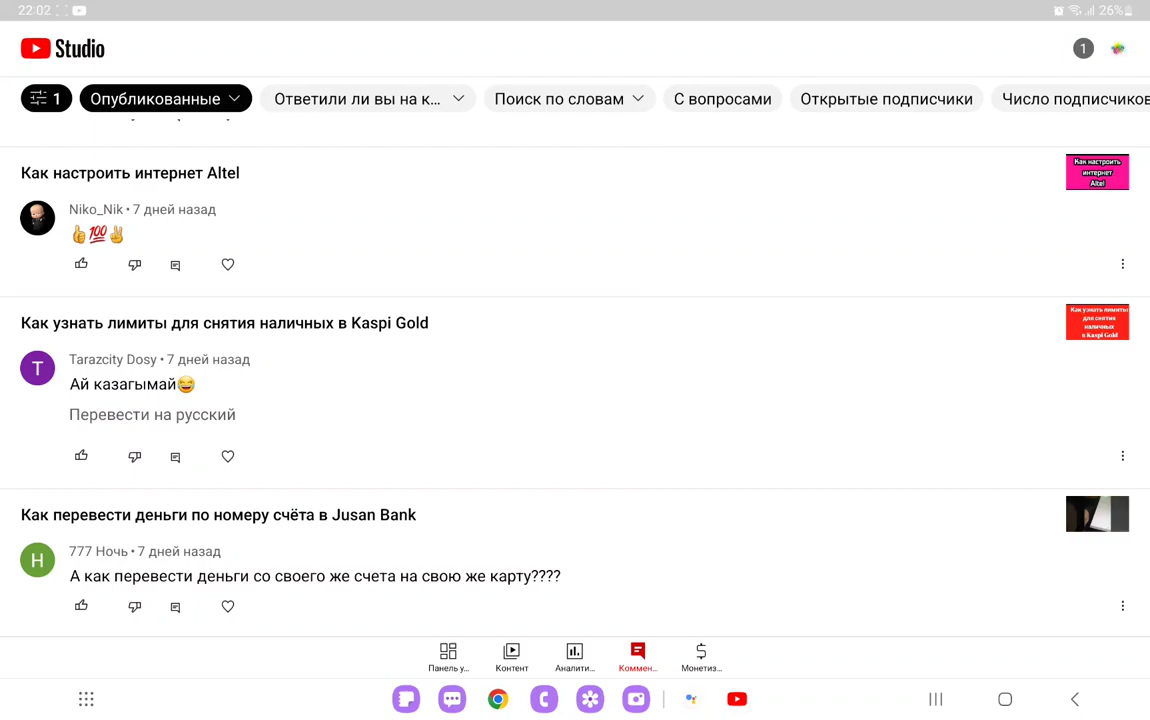 22:02
26%
Studio
1
1
Опубликованные
Ответили ли вы на к...
Поиск по словам
С вопросами
Открытые подписчики
Число подписчиков
Как настроить интернет Altel
Как настроить
интернет
Altel
Niko_Nik • 7 дней назад
👍💯✌
Как узнать лимиты для снятия наличных в Kaspi Gold
Как узнать лимиты
для снятия
наличных
в Kaspi Gold
T
Tarazcity Dosy • 7 дней назад
Ай казагымай😂
Перевести на русский
Как перевести деньги по номеру счёта в Jusan Bank
Н
777 Ночь • 7 дней назад
А как перевести деньги со своего же счета на свою же карту????
Панель у...
Контент
Аналити...
Коммен...
Монетиз...